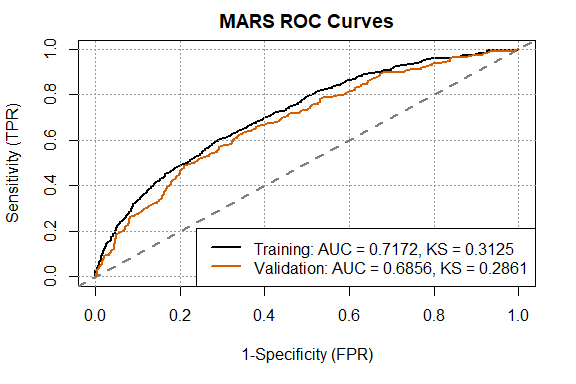 MARS ROC Curves
Sensitivity (TPR)
1.0
0.8
0.6
0.4
0.2
0.0
Training: AUC = 0.7172, KS = 0.3125
Validation: AUC = 0.6856, KS = 0.2861
0.0 0.2 0.4 0.6 0.8 1.0
1-Specificity (FPR)